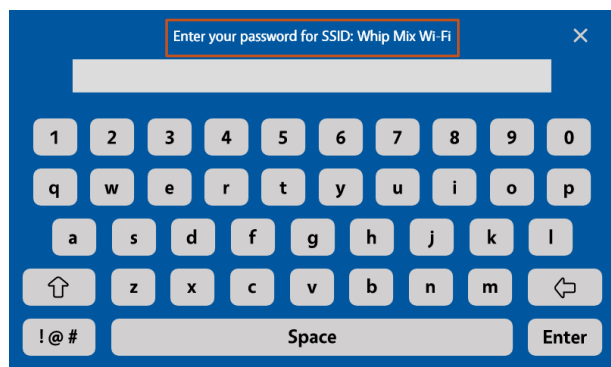 Enter your password for SSID: Whip Mix Wi-Fi
1 2 3 4 5 6 7 8 9 0
q w e r t y u i o p
a s d f g h j k l
z x c v b n m
!@# Space Enter